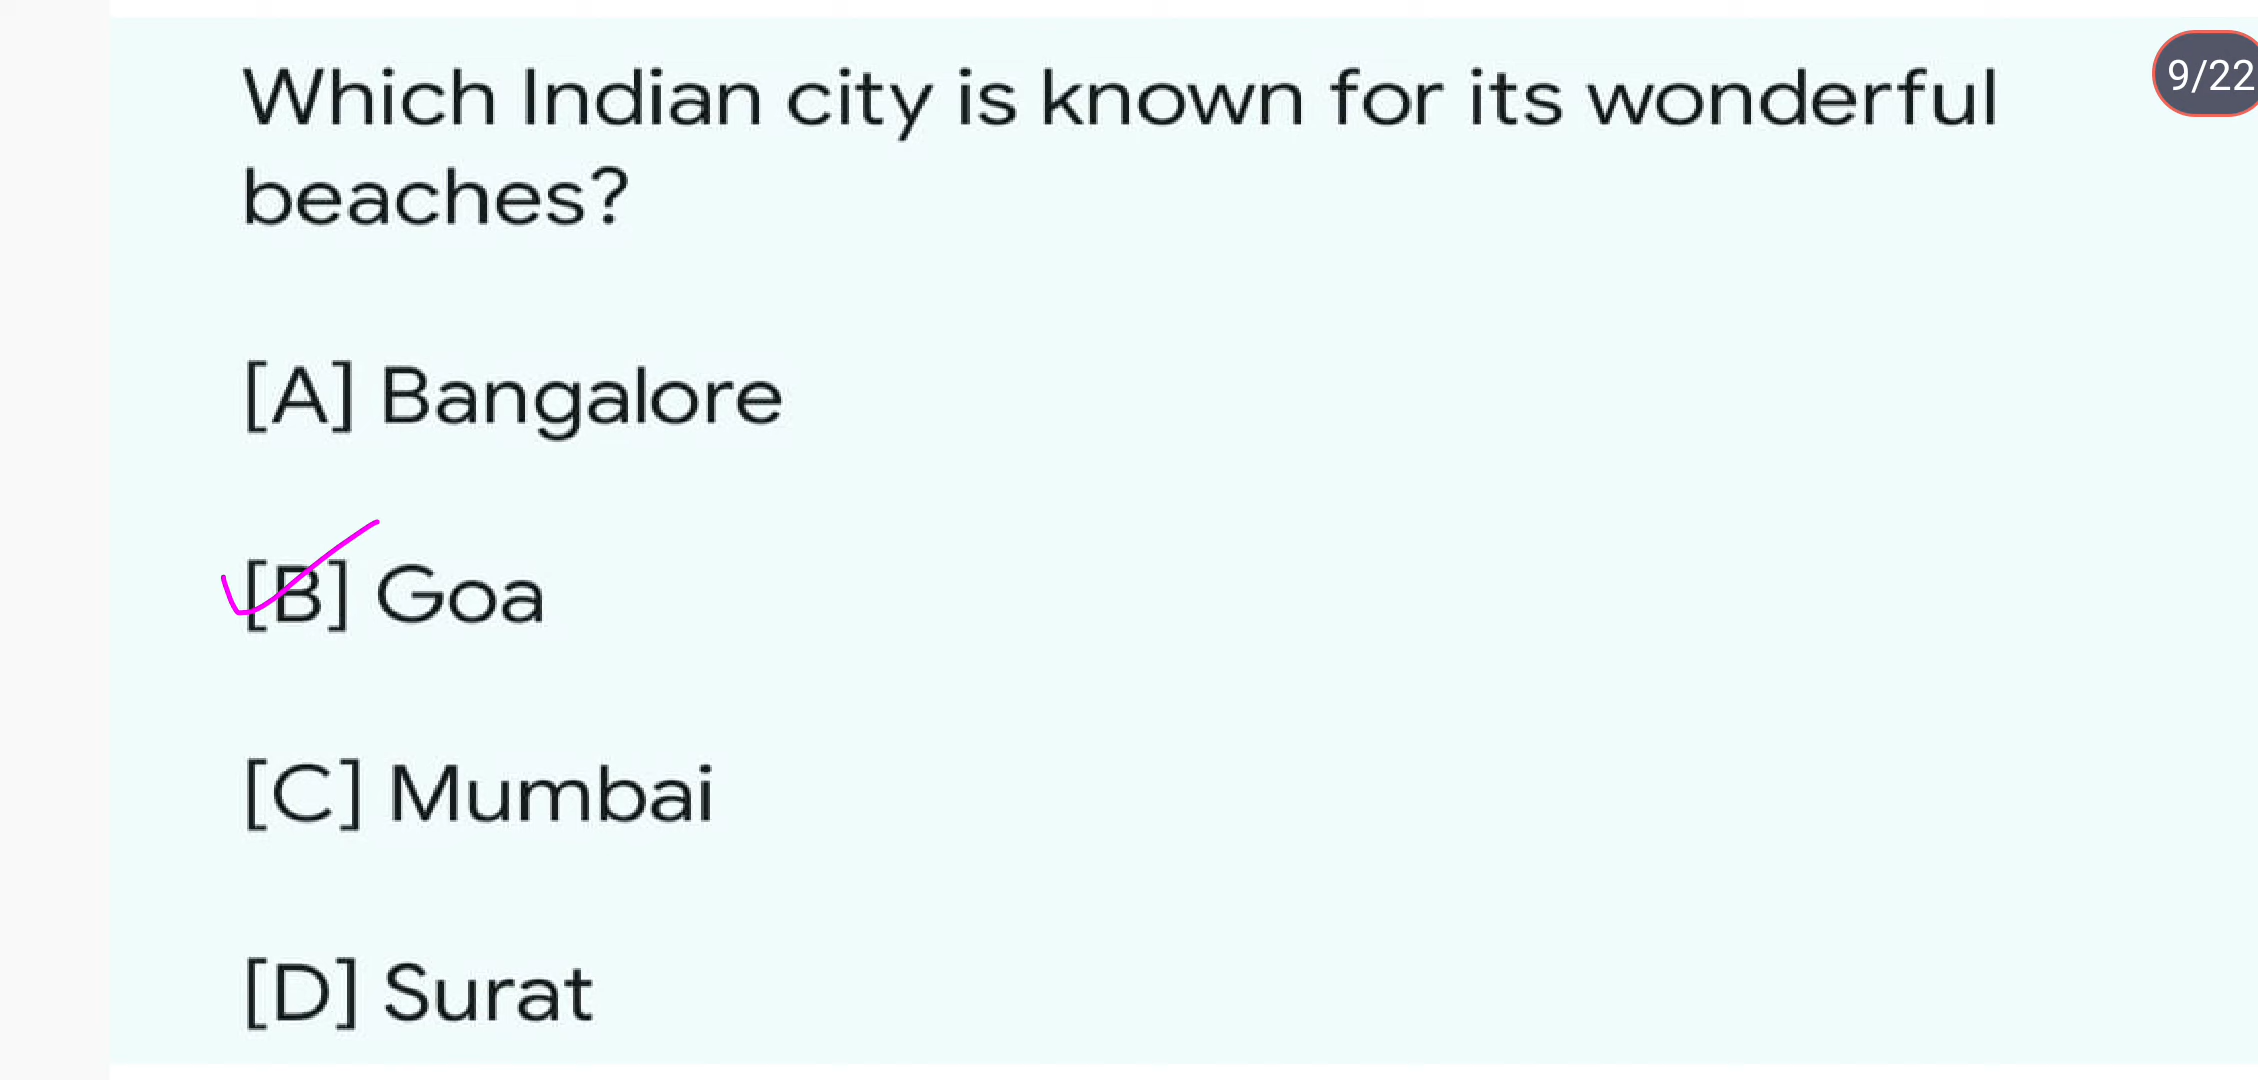 Which Indian city is known for its wonderful
9/22
beaches?
[A] Bangalore
[B] Goa
[C] Mumbai
[D] Surat